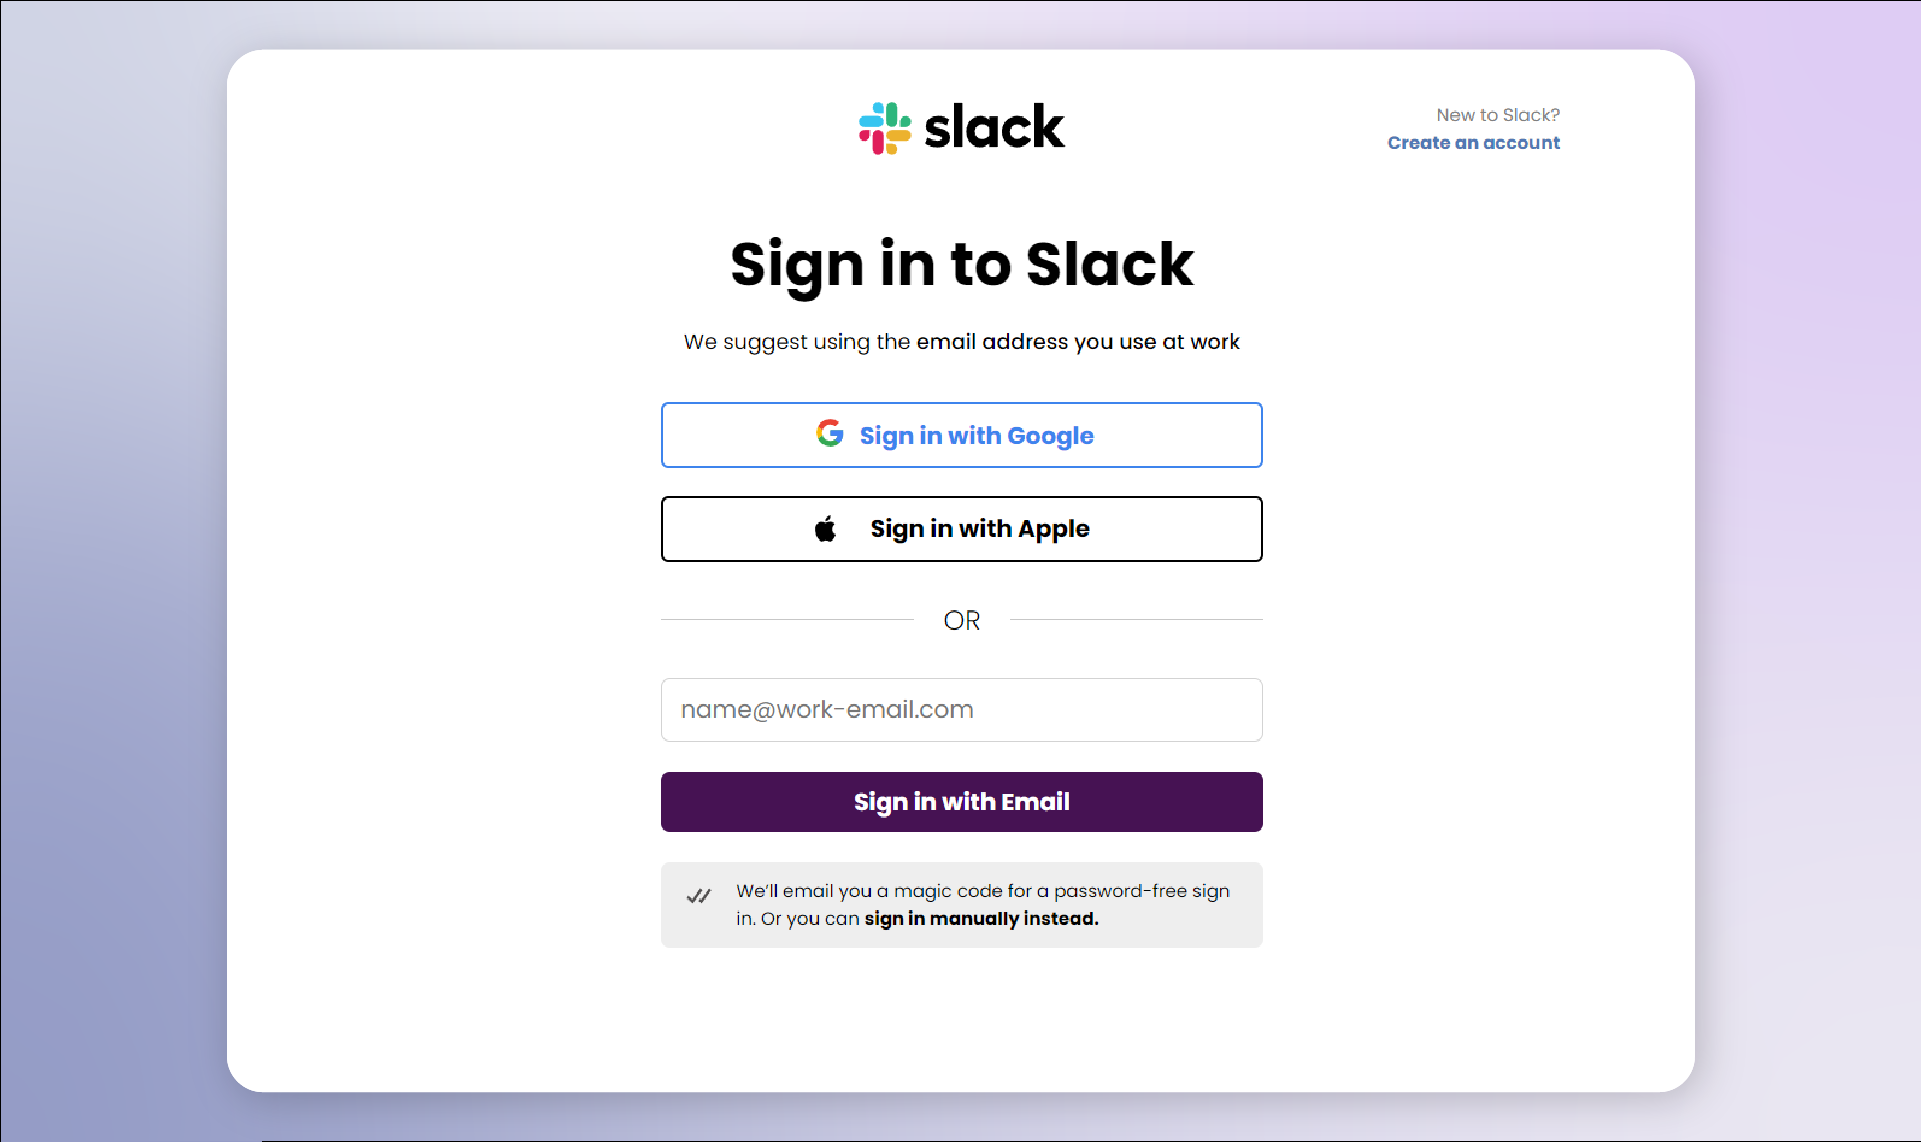 slack
New to Slack?
Create an account
Sign in to Slack
We suggest using the email address you use at work
Sign in with Google
Sign in with Apple
OR
name@work-email.com
Sign in with Email
We’ll email you a magic code for a password-free sign
in. Or you can sign in manually instead.